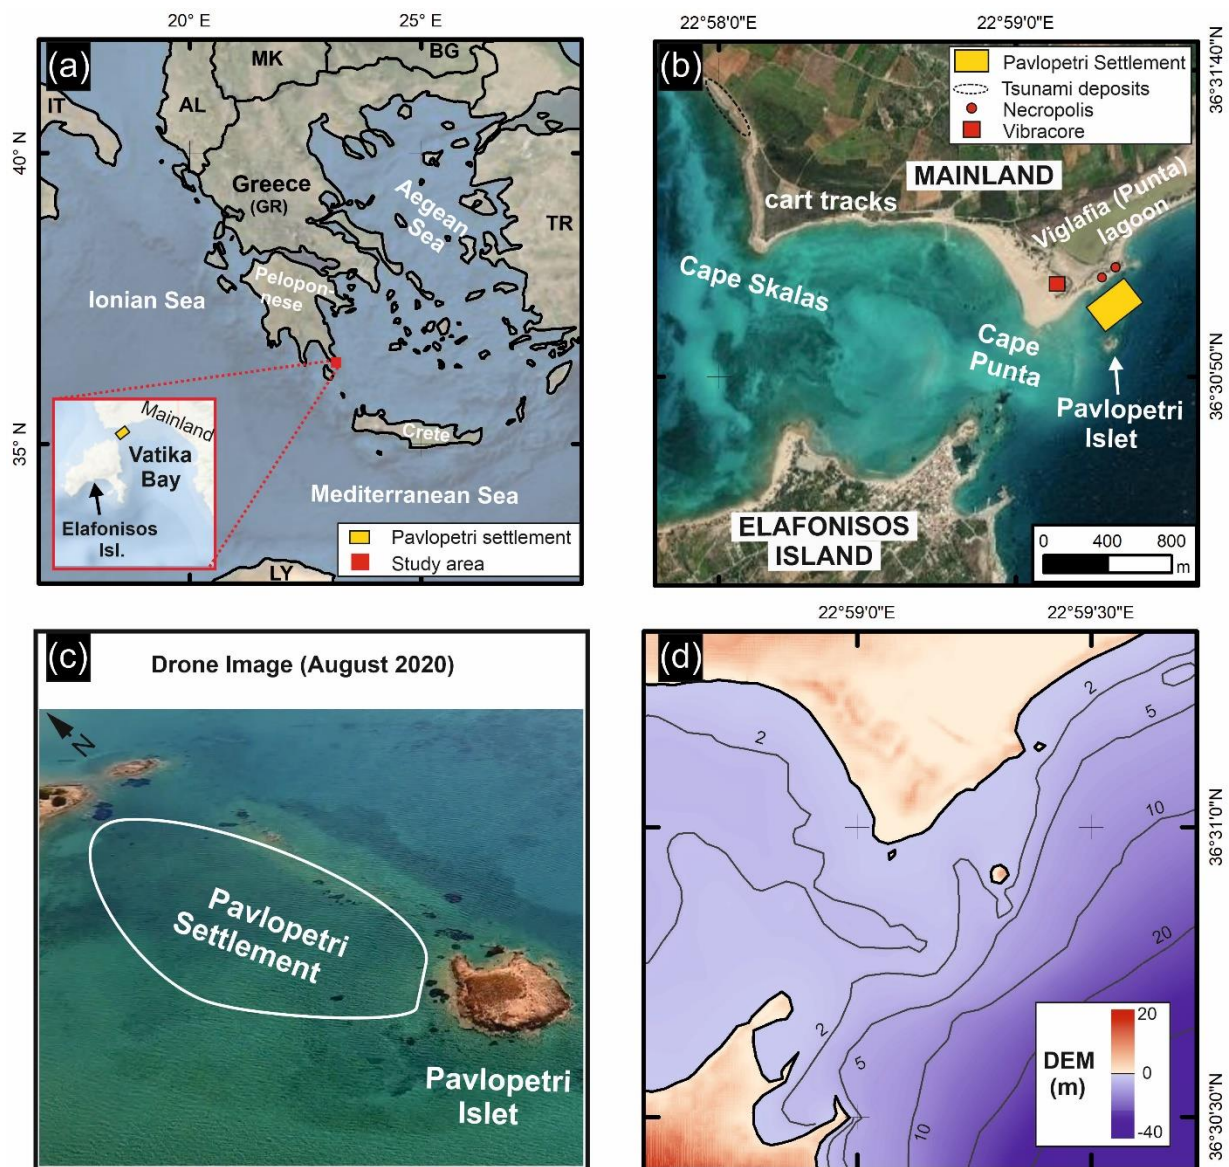 20° E
25° E
(a)
MK
BG
IT
AL
40° N
Greece
(GR)
Aegean
Sea
TR
Pelopon-
nese
Ionian Sea
35° N
Mainland
Vatika
Bay
Elafonisos
Isl.
Crete
Mediterranean Sea
LY
Pavlopetri settlement
Study area
22°58'0"E
22°59'0"E
(b)
Pavlopetri Settlement
Tsunami deposits
Necropolis
Vibracore
36°31'40"N
MAINLAND
cart tracks
Viglafia (Punta)
lagoon
Cape Skalas
Cape
Punta
36°30'50"N
Pavlopetri
Islet
ELAFONISOS
ISLAND
0 400 800
m
(c)
Drone Image (August 2020)
N
Pavlopetri
Settlement
Pavlopetri
Islet
22°59'0"E
22°59'30"E
(d)
2
5
2
10
36°31'0"N
20
2
5
10
DEM
(m)
20
0
-40
36°30'30"N